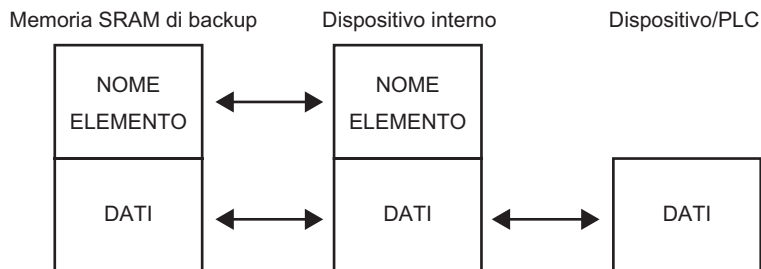 Memoria SRAM di backup
Dispositivo interno
Dispositivo/PLC
NOME
ELEMENTO
NOME
ELEMENTO
DATI
DATI
DATI